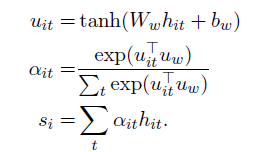 u_{it} = tanh(W_w h_{it} + b_w)
α_{it} = exp(u_{it}^⊤ u_w) / ∑_t exp(u_{it}^⊤ u_w)
s_i = ∑_t α_{it} h_{it}.